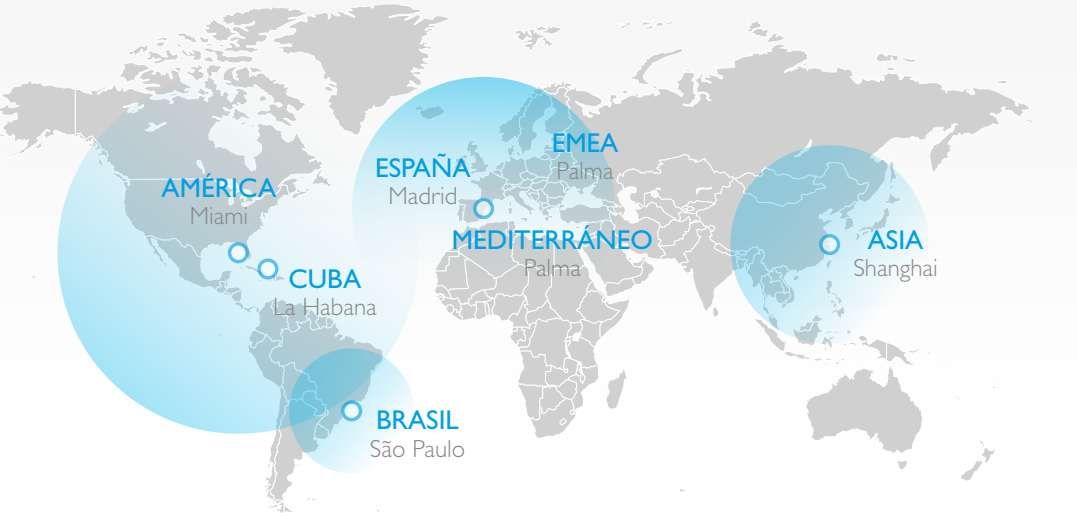 AMÉRICA
Miami
CUBA
La Habana
BRASIL
São Paulo
ESPAÑA
Madrid
EMEA
Palma
MEDITERRÁNEO
Palma
ASIA
Shanghai